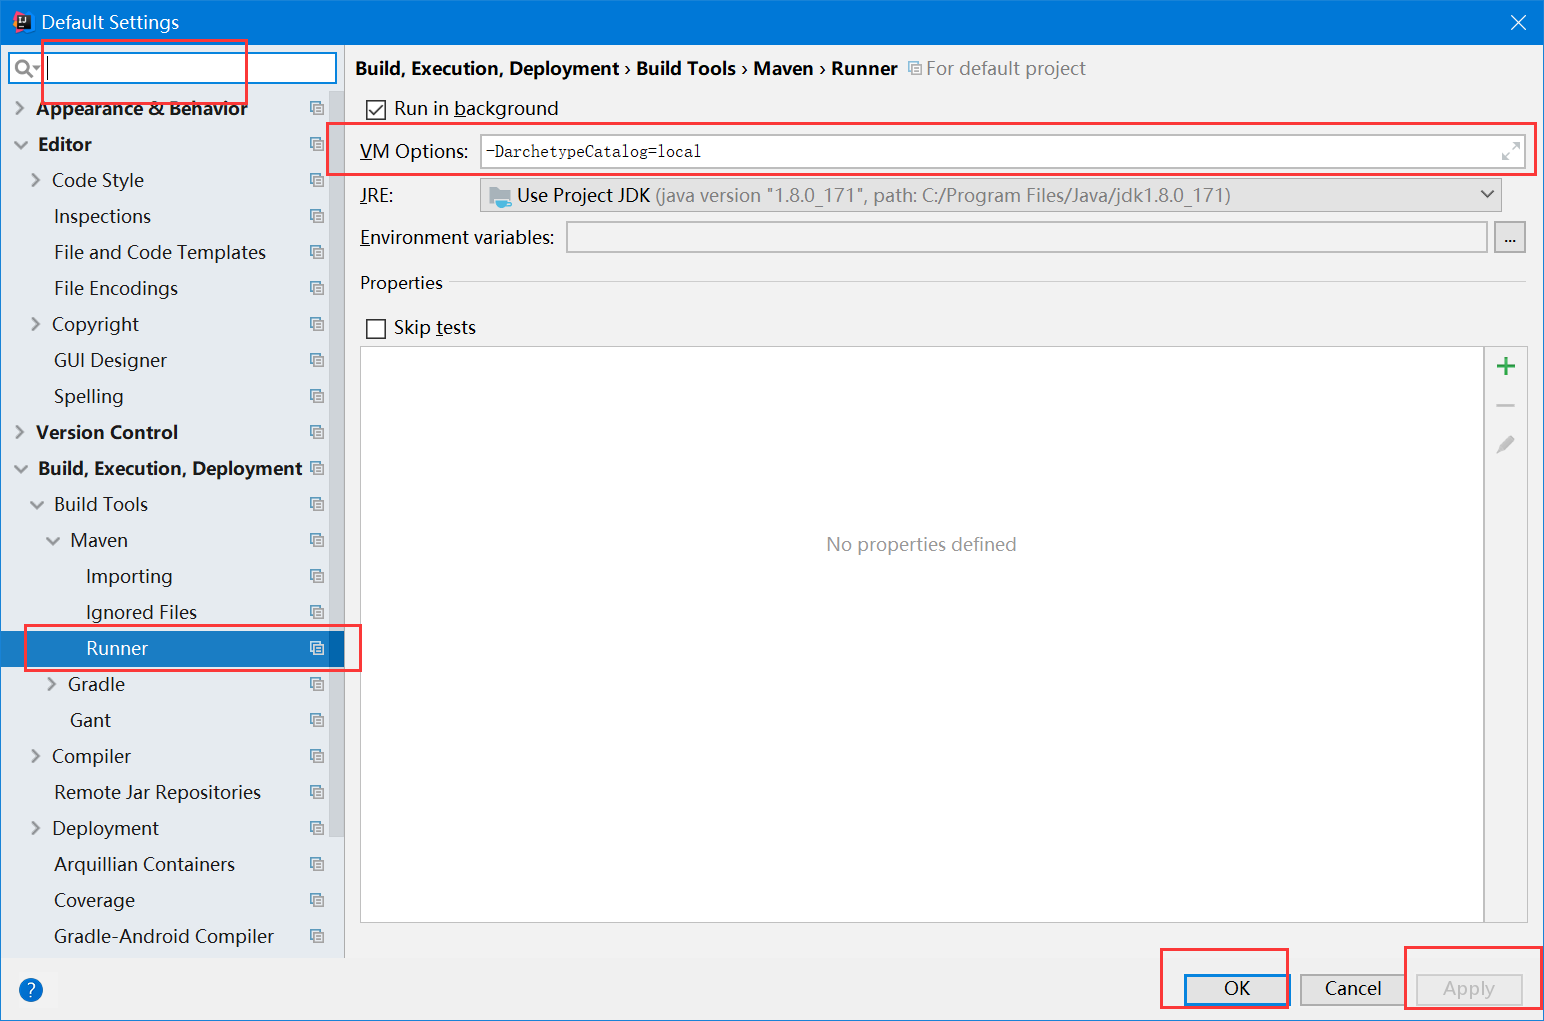 Default Settings
Build, Execution, Deployment › Build Tools › Maven › Runner For default project
Appearance & Behavior
Editor
Code Style
Inspections
File and Code Templates
File Encodings
Copyright
GUI Designer
Spelling
Version Control
Build, Execution, Deployment
Build Tools
Maven
Importing
Ignored Files
Runner
Gradle
Gant
Compiler
Remote Jar Repositories
Deployment
Arquillian Containers
Coverage
Gradle-Android Compiler
Run in background
VM Options: -DarchetypeCatalog=local
JRE: Use Project JDK (java version "1.8.0_171", path: C:/Program Files/Java/jdk1.8.0_171)
Environment variables: ...
Properties
Skip tests
No properties defined
? OK Cancel Apply